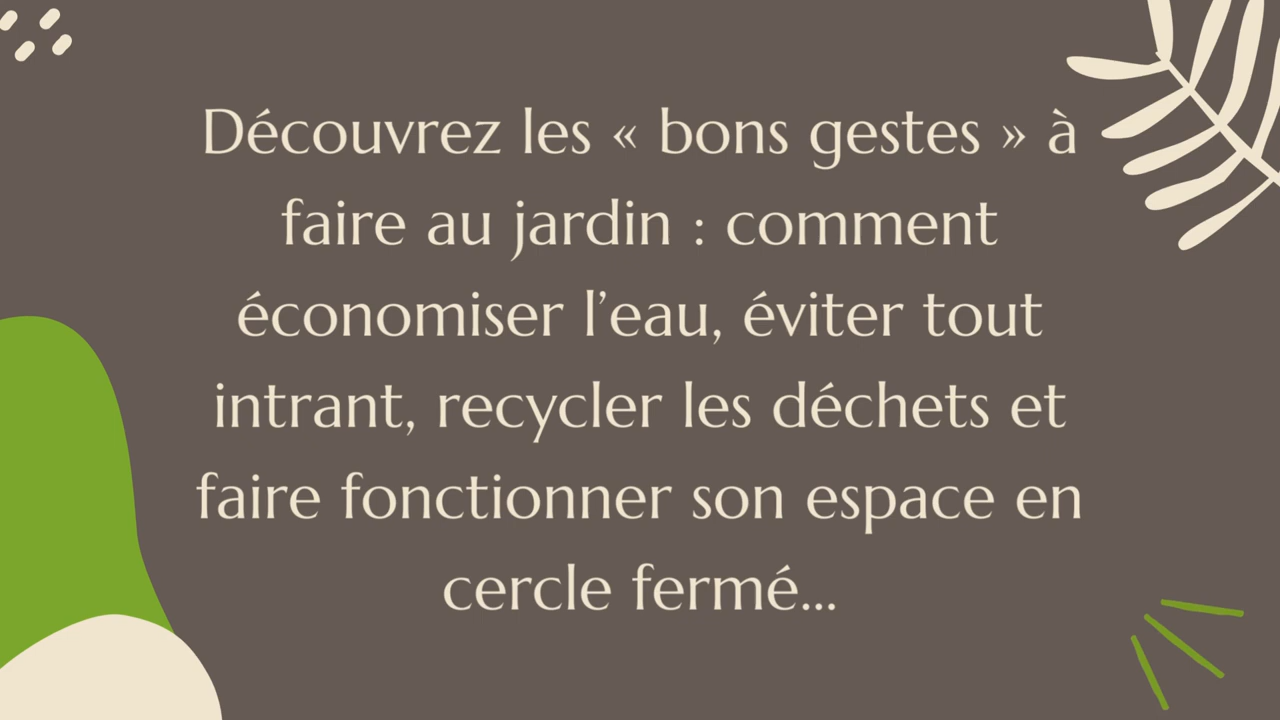 Découvrez les « bons gestes » à
faire au jardin : comment
économiser l’eau, éviter tout
intrant, recycler les déchets et
faire fonctionner son espace en
cercle fermé...